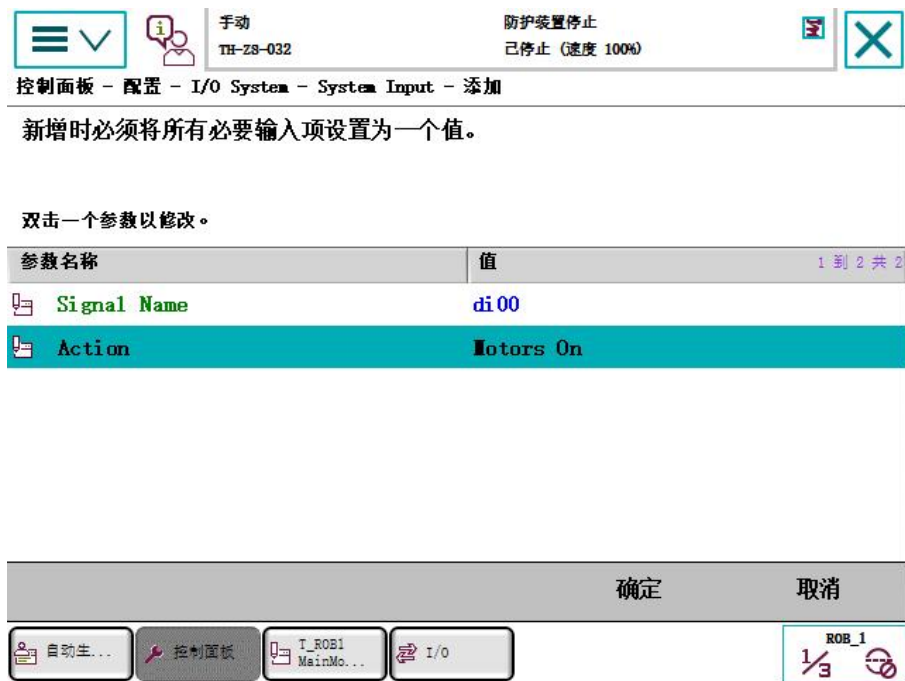 手动
TH-ZS-032
防护装置停止
已停止 (速度 100%)
控制面板 - 配置 - I/O System - System Input - 添加
新增时必须将所有必要输入项设置为一个值。
双击一个参数以修改。
参数名称 值 1 到 2 共 2
Signal Name di00
Action Motors On
确定 取消
自动生... 控制面板 T_ROB1 I/O ROB_1
MainMo... 1/3